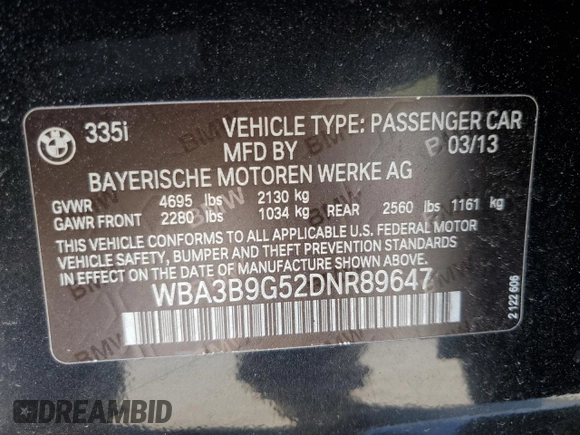 335i VEHICLE TYPE: PASSENGER CAR
MFD BY 03/13
BAYERISCHE MOTOREN WERKE AG
GVWR 4695 lbs 2130 kg
GAWR FRONT 2280 lbs 1034 kg REAR 2560 lbs 1161 kg
THIS VEHICLE CONFORMS TO ALL APPLICABLE U.S. FEDERAL MOTOR
VEHICLE SAFETY, BUMPER AND THEFT PREVENTION STANDARDS
IN EFFECT ON THE DATE OF MANUFACTURE SHOWN ABOVE.
WBA3B9G52DNR89647
2 122 606
DREAMBID